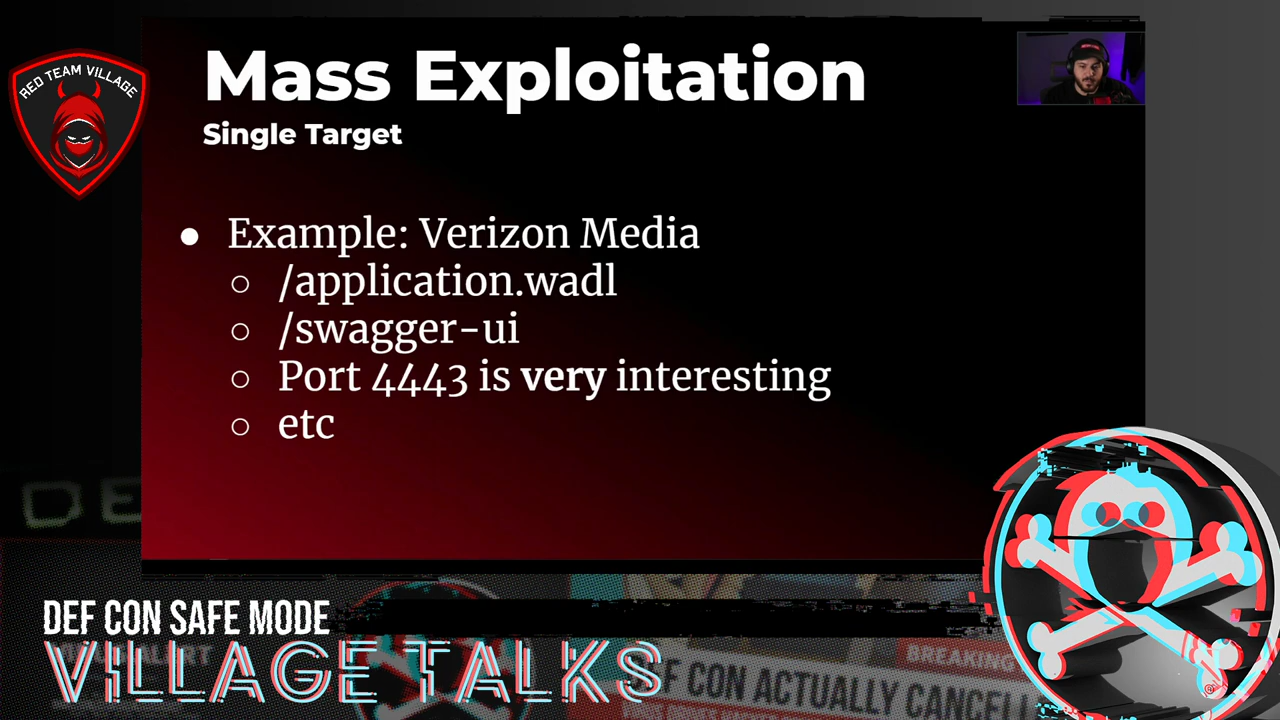 RED TEAM VILLAGE
Mass Exploitation
Single Target
● Example: Verizon Media
○ /application.wadl
○ /swagger-ui
○ Port 4443 is very interesting
○ etc
DEF CON SAFE MODE
VILLAGE TALKS
BREAKING
DEF CON ACTUALLY CANCELL